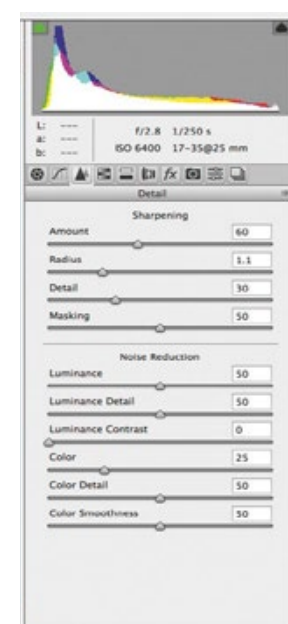 L: ---
a: ---
b: ---
f/2.8 1/250 s
ISO 6400 17-35@25 mm
fx
Detail
Sharpening
Amount 60
Radius 1.1
Detail 30
Masking 50
Noise Reduction
Luminance 50
Luminance Detail 50
Luminance Contrast 0
Color 25
Color Detail 50
Color Smoothness 50